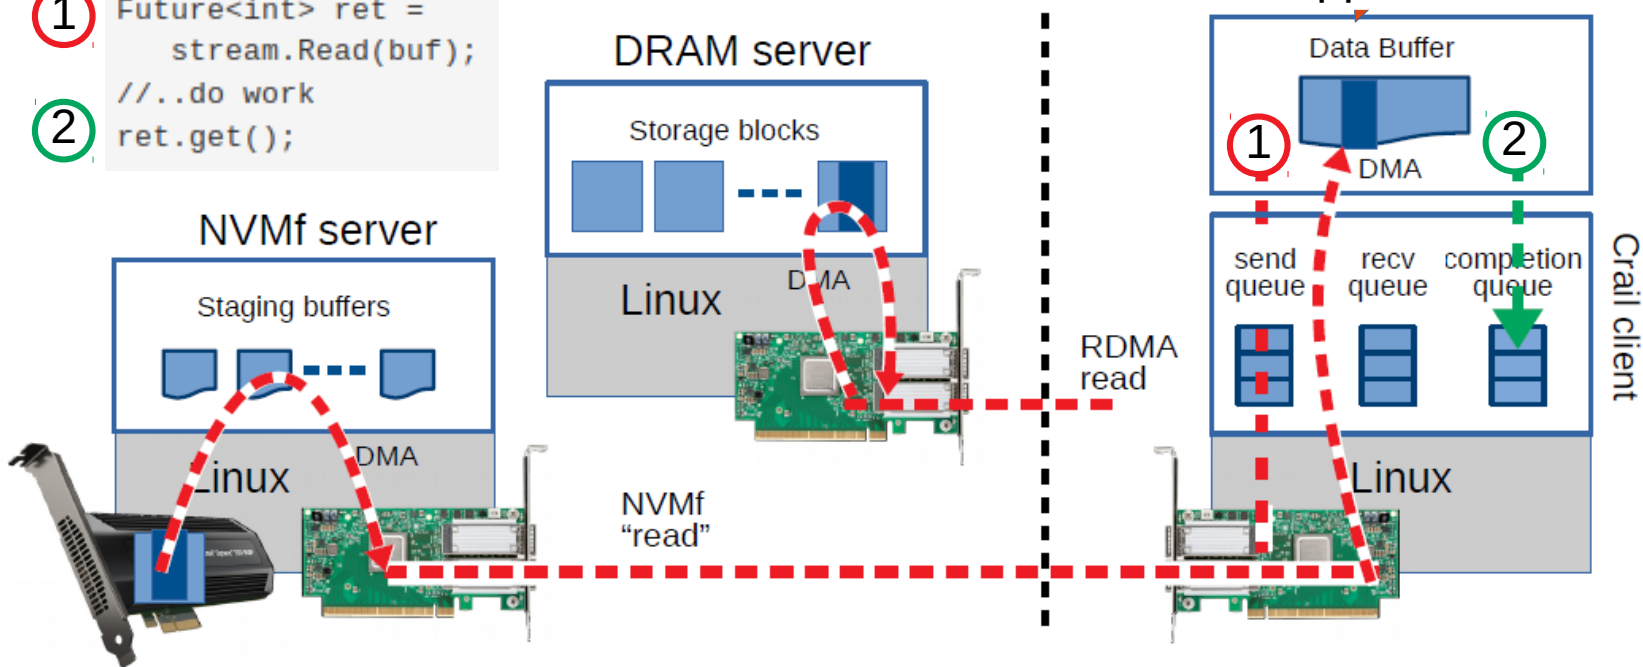 1
Future<int> ret =
stream.Read(buf);
//..do work
2
ret.get();
DRAM server
Storage blocks
DMA
Linux
NVMf server
Staging buffers
DMA
Linux
NVMf
“read”
RDMA
read
Data Buffer
1
2
DMA
send
queue
recv
queue
completion
queue
Crail client
Linux